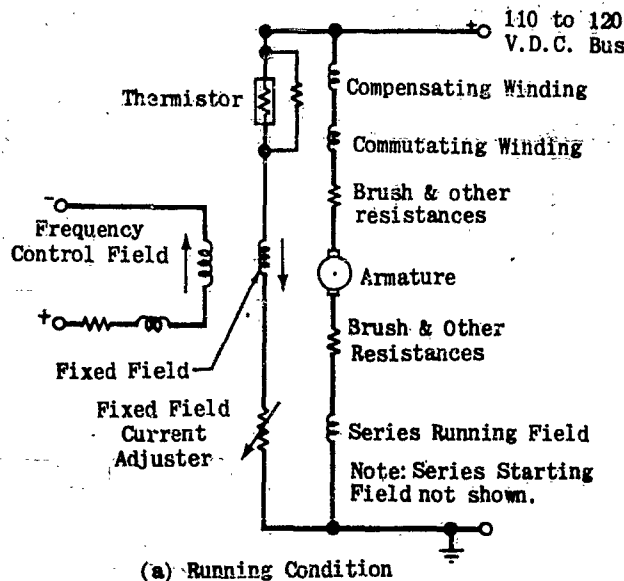 +
110 to 120
V.D.C. Bus
Thermistor
Compensating Winding
Commutating Winding
Brush & other
resistances
-
Frequency
Control Field
Armature
+
Brush & Other
Resistances
Fixed Field
Fixed Field
Current
Adjuster
Series Running Field
Note: Series Starting
Field not shown.
(a) Running Condition